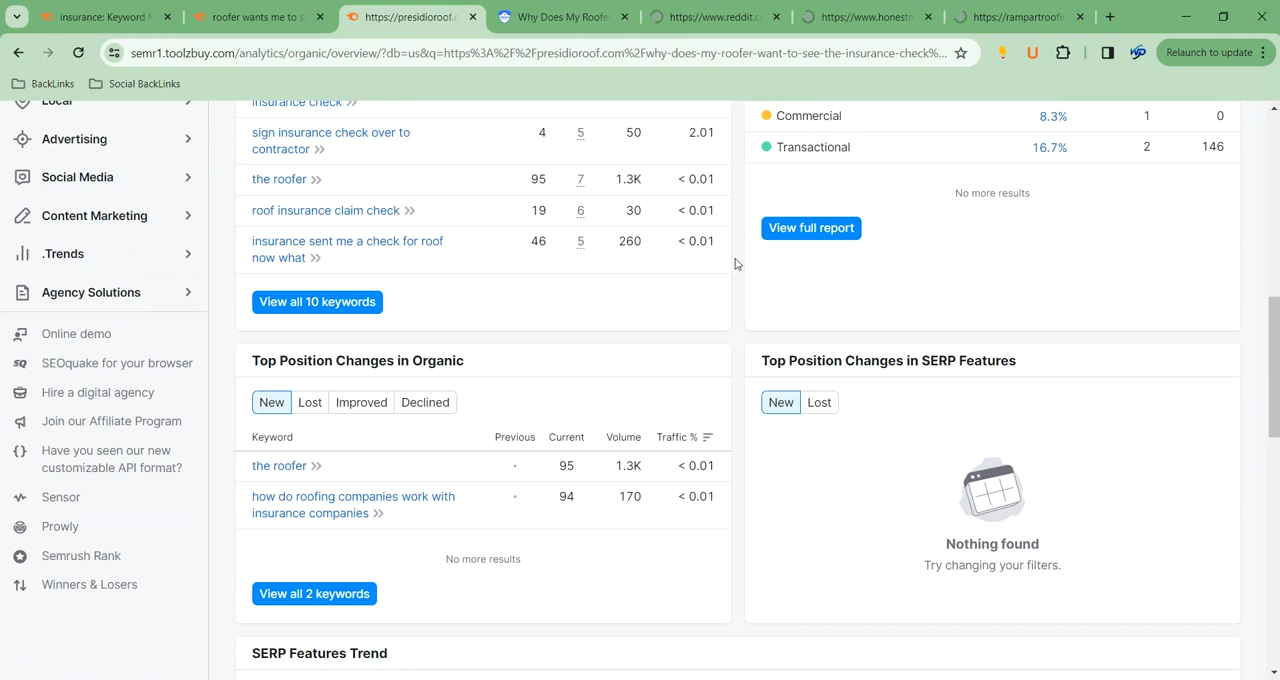 insurance: Keyword M
roofer wants me to s
https://presidioroof.c
Why Does My Roofe
https://www.reddit.c
https://www.honestr
https://rampartroofi
semr1.toolzbuy.com/analytics/organic/overview/?db=us&q=https%3A%2F%2Fpresidioroof.com%2Fwhy-does-my-roofer-want-to-see-the-insurance-check%...
Relaunch to update
BackLinks
Social BackLinks
Local
Advertising
Social Media
Content Marketing
.Trends
Agency Solutions
Online demo
SEOquake for your browser
Hire a digital agency
Join our Affiliate Program
Have you seen our new
customizable API format?
Sensor
Prowly
Semrush Rank
Winners & Losers
insurance check
sign insurance check over to
contractor
4 5 50 2.01
the roofer 95 7 1.3K < 0.01
roof insurance claim check 19 6 30 < 0.01
insurance sent me a check for roof
now what
46 5 260 < 0.01
View all 10 keywords
Commercial 8.3% 1 0
Transactional 16.7% 2 146
No more results
View full report
Top Position Changes in Organic
New Lost Improved Declined
Keyword Previous Current Volume Traffic %
the roofer 95 1.3K < 0.01
how do roofing companies work with
insurance companies
94 170 < 0.01
No more results
View all 2 keywords
Top Position Changes in SERP Features
New Lost
Nothing found
Try changing your filters.
SERP Features Trend